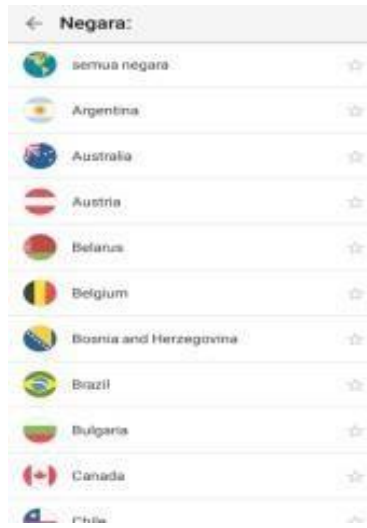 Negara:
semua negara
Argentina
Australia
Austria
Belarus
Belgium
Bosnia and Herzegovina
Brazil
Bulgaria
Canada
Chile